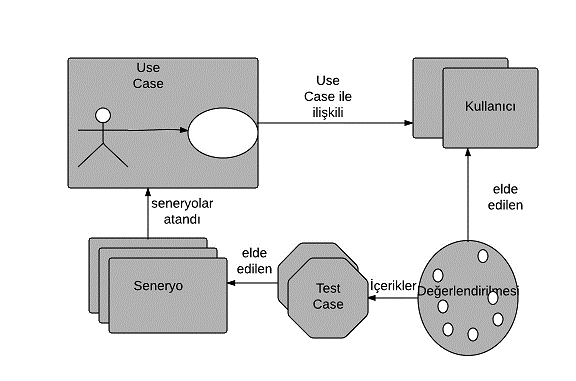 Use
Case
Use
Case ile
ilişkili
Kullanıcı
seneryolar
atandı
elde
edilen
Seneryo
elde
edilen
Test
Case
İçerikler
Değerlendirilmesi